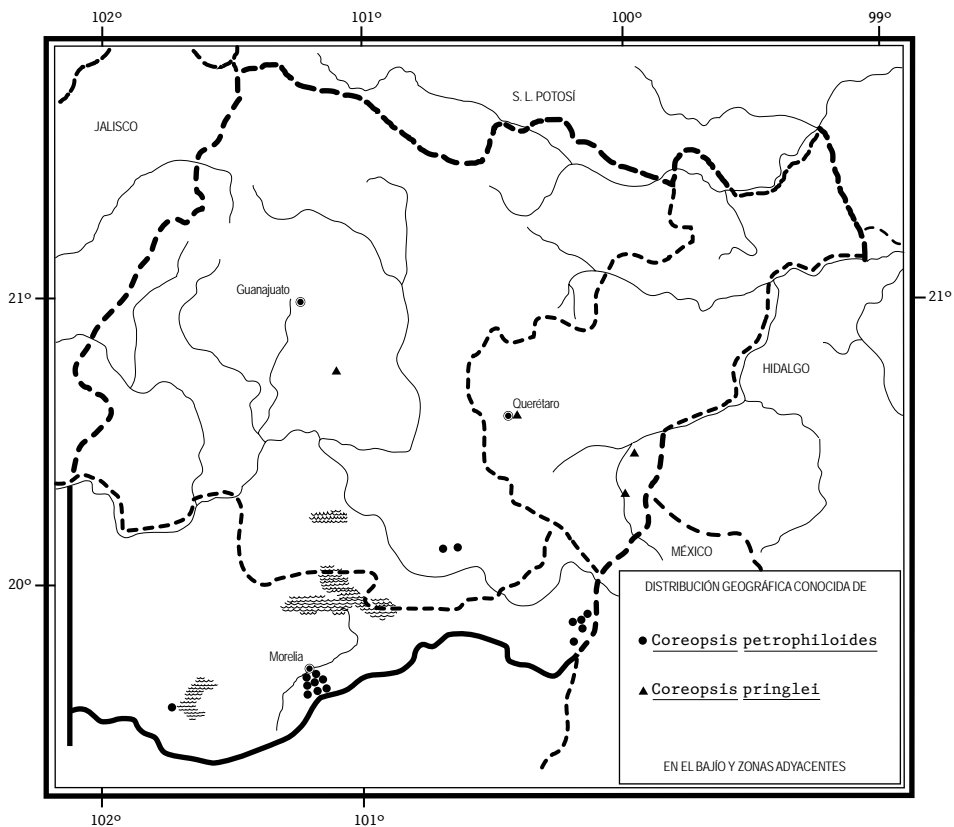 102º 101º 100º 99º
S. L. POTOSÍ
JALISCO
Guanajuato
21º 21º
HIDALGO
Querétaro
MÉXICO
20º
DISTRIBUCIÓN GEOGRÁFICA CONOCIDA DE
Coreopsis petrophiloides
Morelia
Coreopsis pringlei
EN EL BAJÍO Y ZONAS ADYACENTES
102º 101º